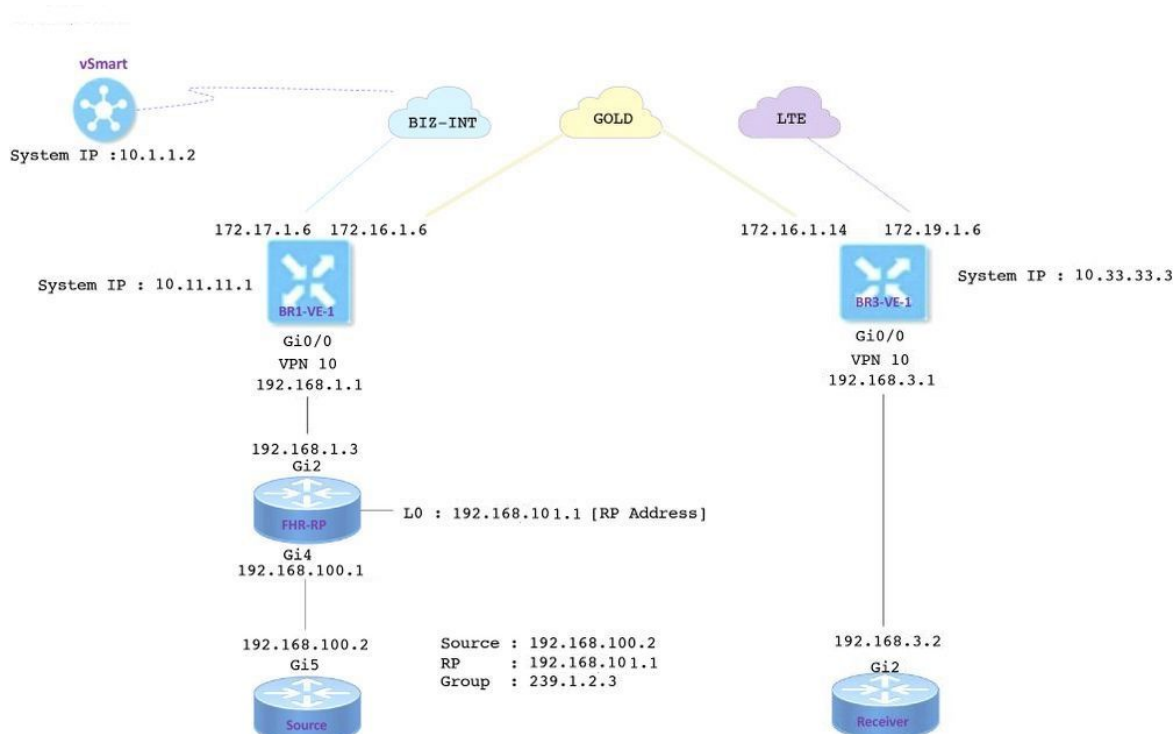 vSmart
BIZ-INT
GOLD
LTE
System IP :10.1.1.2
172.17.1.6 172.16.1.6
172.16.1.14 172.19.1.6
System IP : 10.11.11.1
System IP : 10.33.33.3
BR1-VE-1
BR3-VE-1
Gi0/0
VPN 10
192.168.1.1
Gi0/0
VPN 10
192.168.3.1
192.168.1.3
Gi2
FHR-RP
L0 : 192.168.101.1 [RP Address]
Gi4
192.168.100.1
192.168.100.2
Gi5
Source
Source : 192.168.100.2
RP : 192.168.101.1
Group : 239.1.2.3
192.168.3.2
Gi2
Receiver